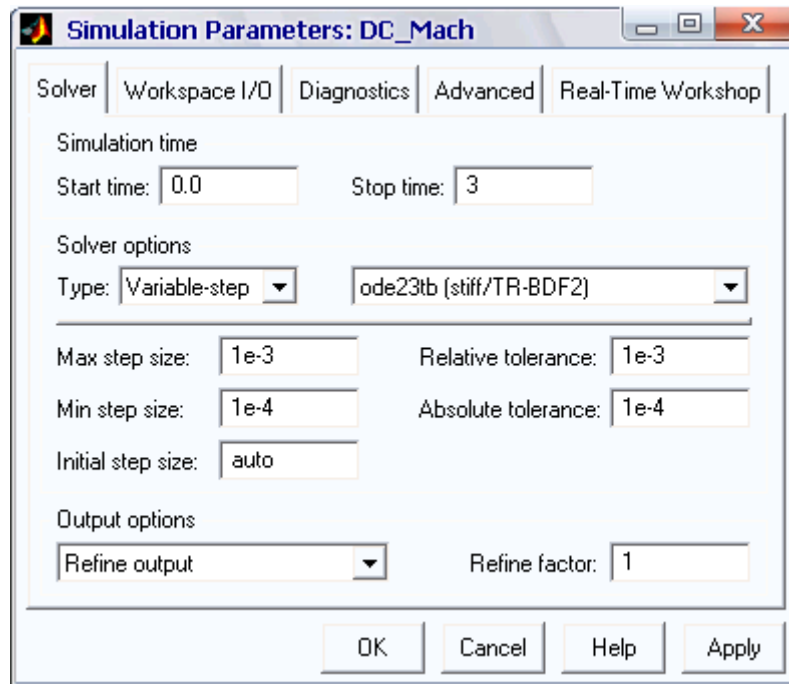 Simulation Parameters: DC_Mach
Solver Workspace I/O Diagnostics Advanced Real-Time Workshop
Simulation time
Start time: 0.0 Stop time: 3
Solver options
Type: Variable-step ode23tb (stiff/TR-BDF2)
Max step size: 1e-3 Relative tolerance: 1e-3
Min step size: 1e-4 Absolute tolerance: 1e-4
Initial step size: auto
Output options
Refine output Refine factor: 1
OK Cancel Help Apply